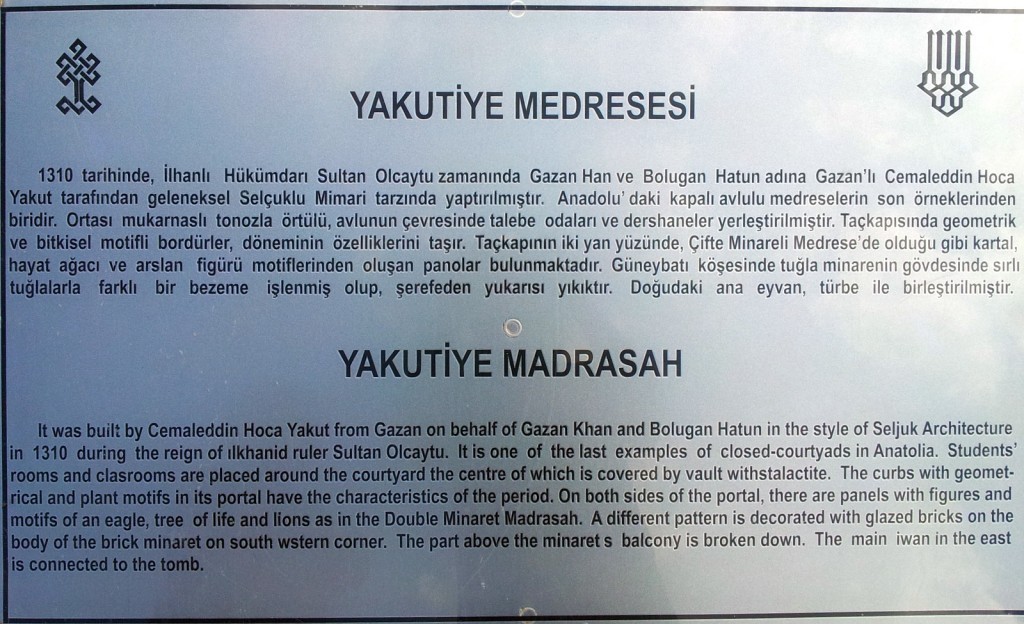 YAKUTİYE MEDRESESİ
1310 tarihinde, İlhanlı Hükümdarı Sultan Olcaytu zamanında Gazan Han ve Bolugan Hatun adına Gazan'lı Cemaleddin Hoca
Yakut tarafından geleneksel Selçuklu Mimari tarzında yaptırılmıştır. Anadolu' daki kapalı avlulu medreselerin son örneklerinden
biridir. Ortası mukarnaslı tonozla örtülü, avlunun çevresinde talebe odaları ve dershaneler yerleştirilmiştir. Taçkapısında geometrik
ve bitkisel motifli bordürler, döneminin özelliklerini taşır. Taçkapının iki yan yüzünde, Çifte Minareli Medrese'de olduğu gibi kartal,
hayat ağacı ve arslan figürü motiflerinden oluşan panolar bulunmaktadır. Güneybatı köşesinde tuğla minarenin gövdesinde sırlı
tuğlalarla farklı bir bezeme işlenmiş olup, şerefeden yukarısı yıkıktır. Doğudaki ana eyvan, türbe ile birleştirilmiştir.
YAKUTİYE MADRASAH
It was built by Cemaleddin Hoca Yakut from Gazan on behalf of Gazan Khan and Bolugan Hatun in the style of Seljuk Architecture
in 1310 during the reign of ılkhanid ruler Sultan Olcaytu. It is one of the last examples of closed-courtyads in Anatolia. Students'
rooms and clasrooms are placed around the courtyard the centre of which is covered by vault withstalactite. The curbs with geomet-
rical and plant motifs in its portal have the characteristics of the period. On both sides of the portal, there are panels with figures and
motifs of an eagle, tree of life and lions as in the Double Minaret Madrasah. A different pattern is decorated with glazed bricks on the
body of the brick minaret on south wstern corner. The part above the minaret s balcony is broken down. The main iwan in the east
is connected to the tomb.